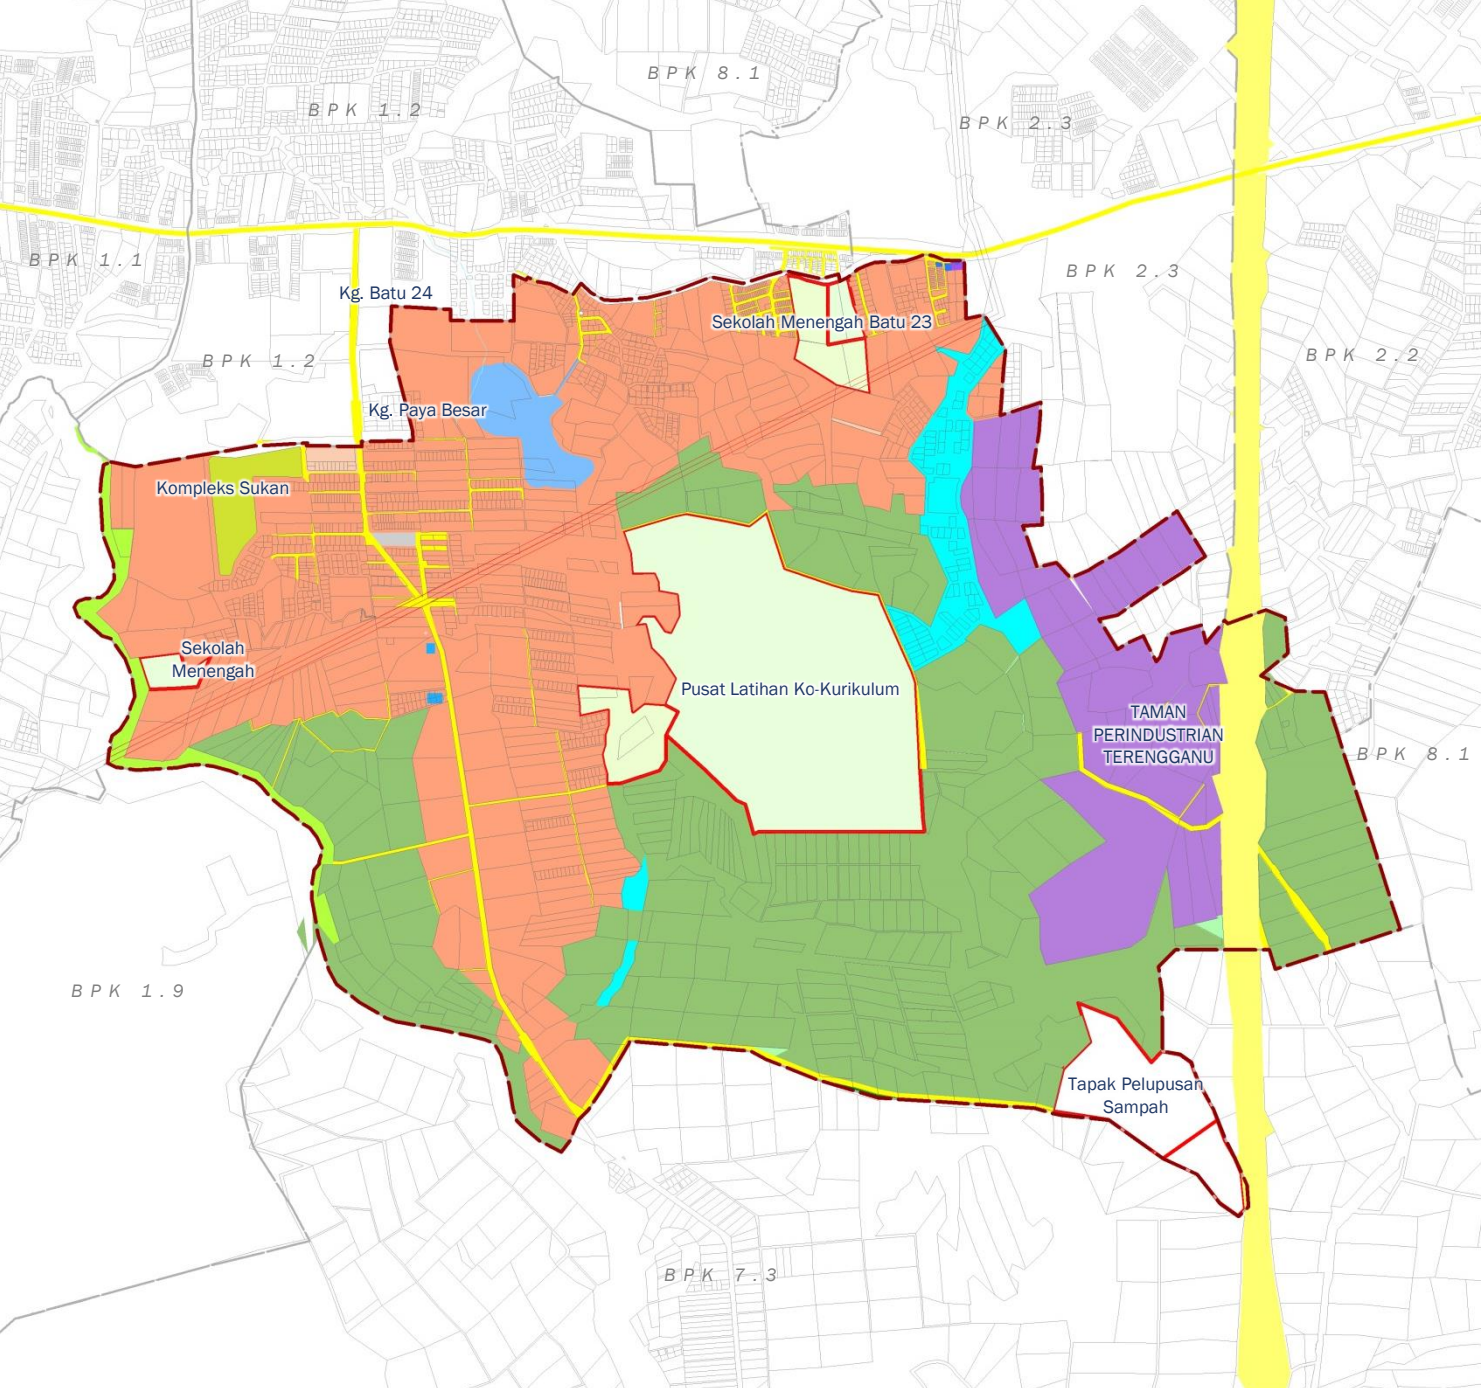 BPK 8.1
BPK 1.2
BPK 2.3
BPK 1.1
BPK 2.3
Kg. Batu 24
Sekolah Menengah Batu 23
BPK 1.2
BPK 2.2
Kg. Paya Besar
Kompleks Sukan
Sekolah
Menengah
Pusat Latihan Ko-Kurikulum
TAMAN
PERINDUSTRIAN
TERENGGANU
BPK 8.1
BPK 1.9
Tapak Pelupusan
Sampah
BPK 7.3